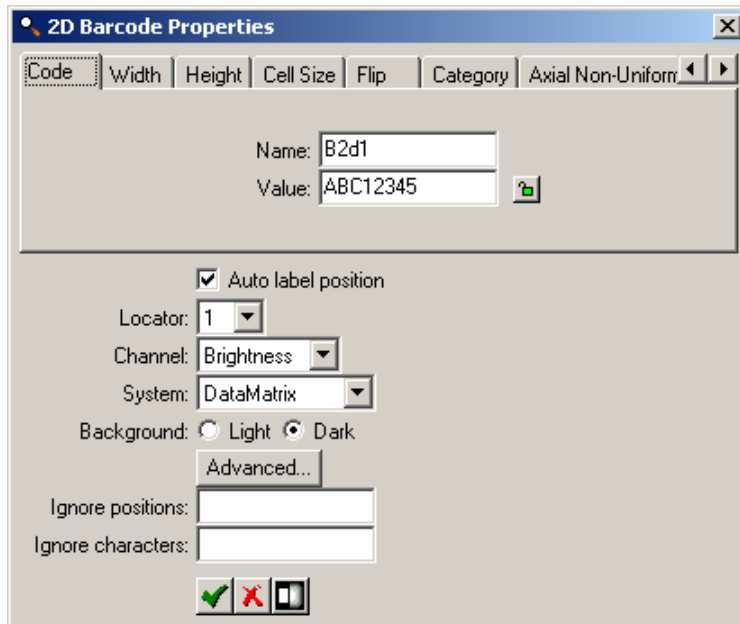 2D Barcode Properties
Code Width Height Cell Size Flip Category Axial Non-Uniform
Name: B2d1
Value: ABC12345
Auto label position
Locator: 1
Channel: Brightness
System: DataMatrix
Background: Light Dark
Advanced...
Ignore positions:
Ignore characters: